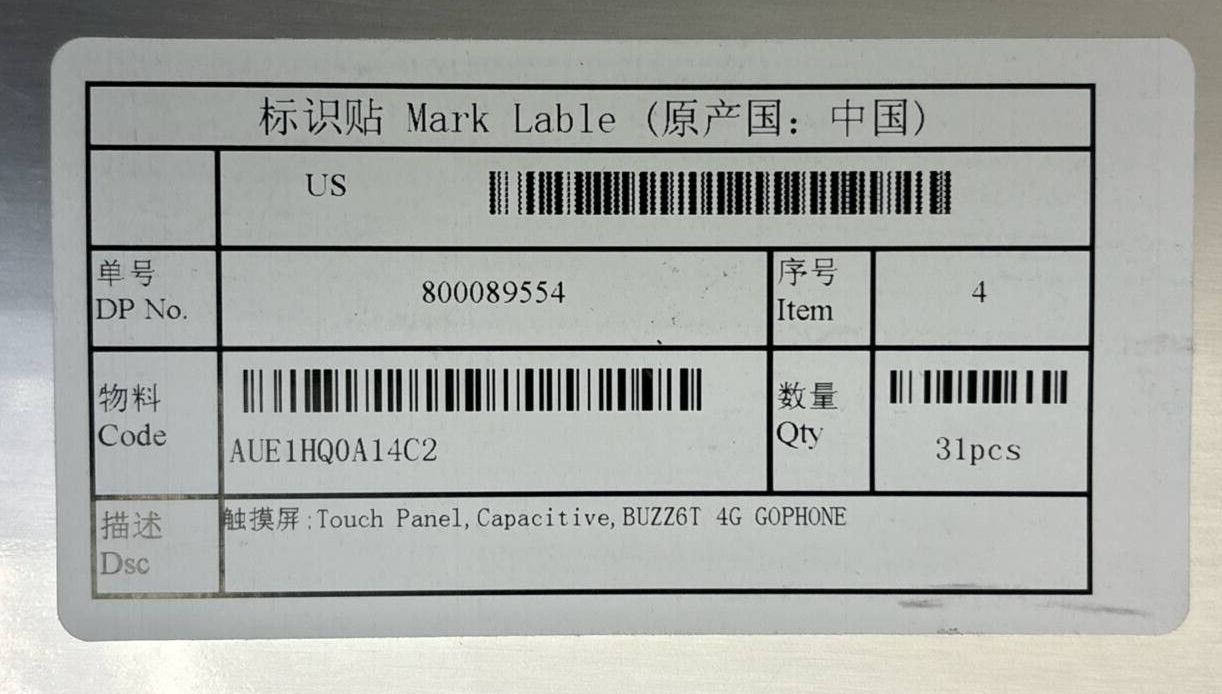 标识贴 Mark Lable (原产国：中国)
US
单号
DP No.
800089554
序号
Item
4
物料
Code
AUE1HQ0A14C2
数量
Qty
31pcs
描述
Dsc
触摸屏;Touch Panel,Capacitive,BUZZ6T 4G GOPHONE